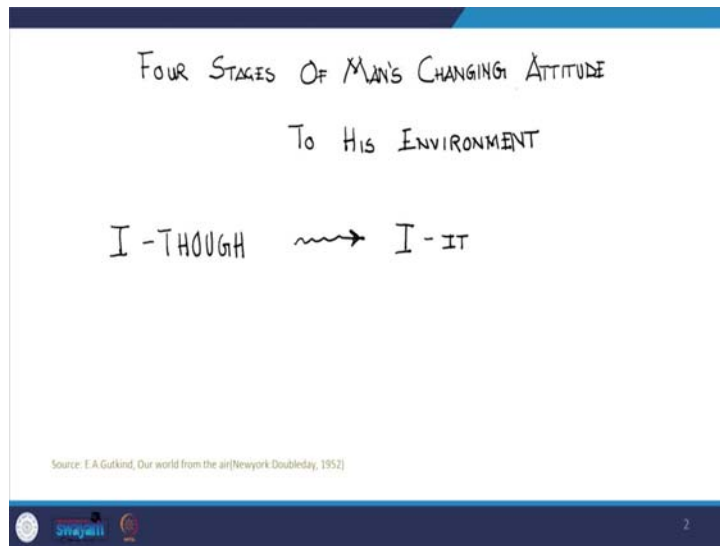 FOUR STAGES OF MAN'S CHANGING ATTITUDE
TO HIS ENVIRONMENT
I - THOUGH → I - IT
Source: E.A.Gutkind, Our world from the air(Newyork:Doubleday, 1952)
swayam
2